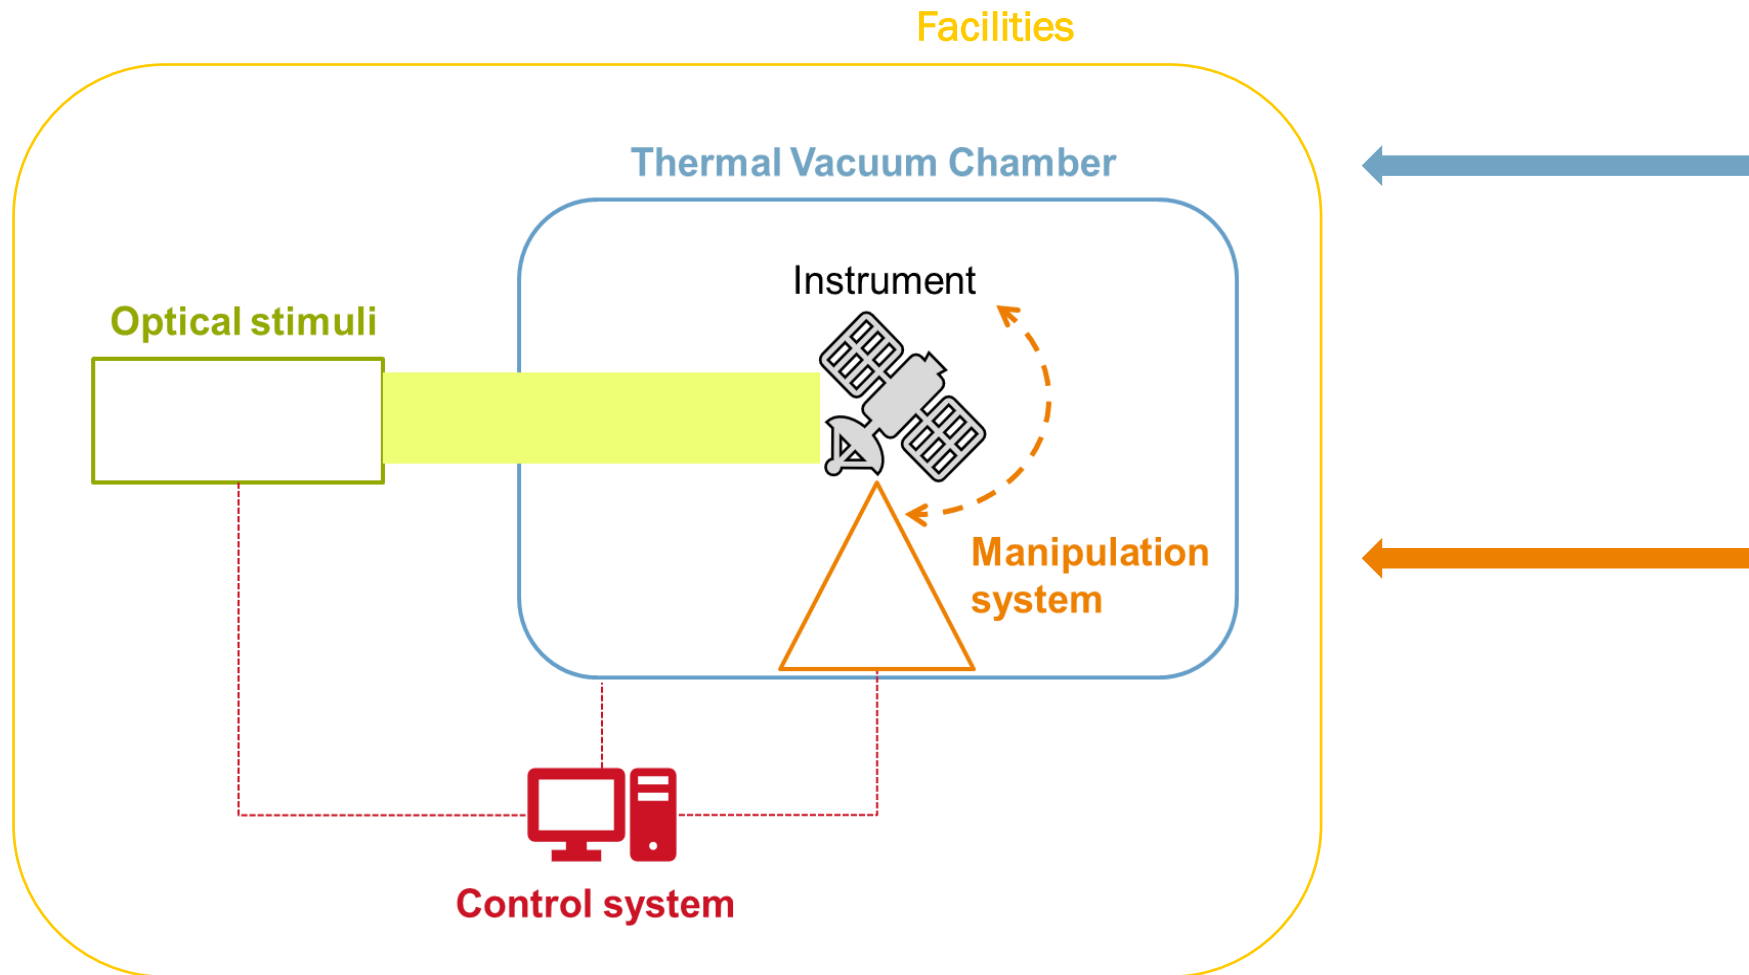 Facilities
Thermal Vacuum Chamber
Instrument
Optical stimuli
Manipulation
system
Control system